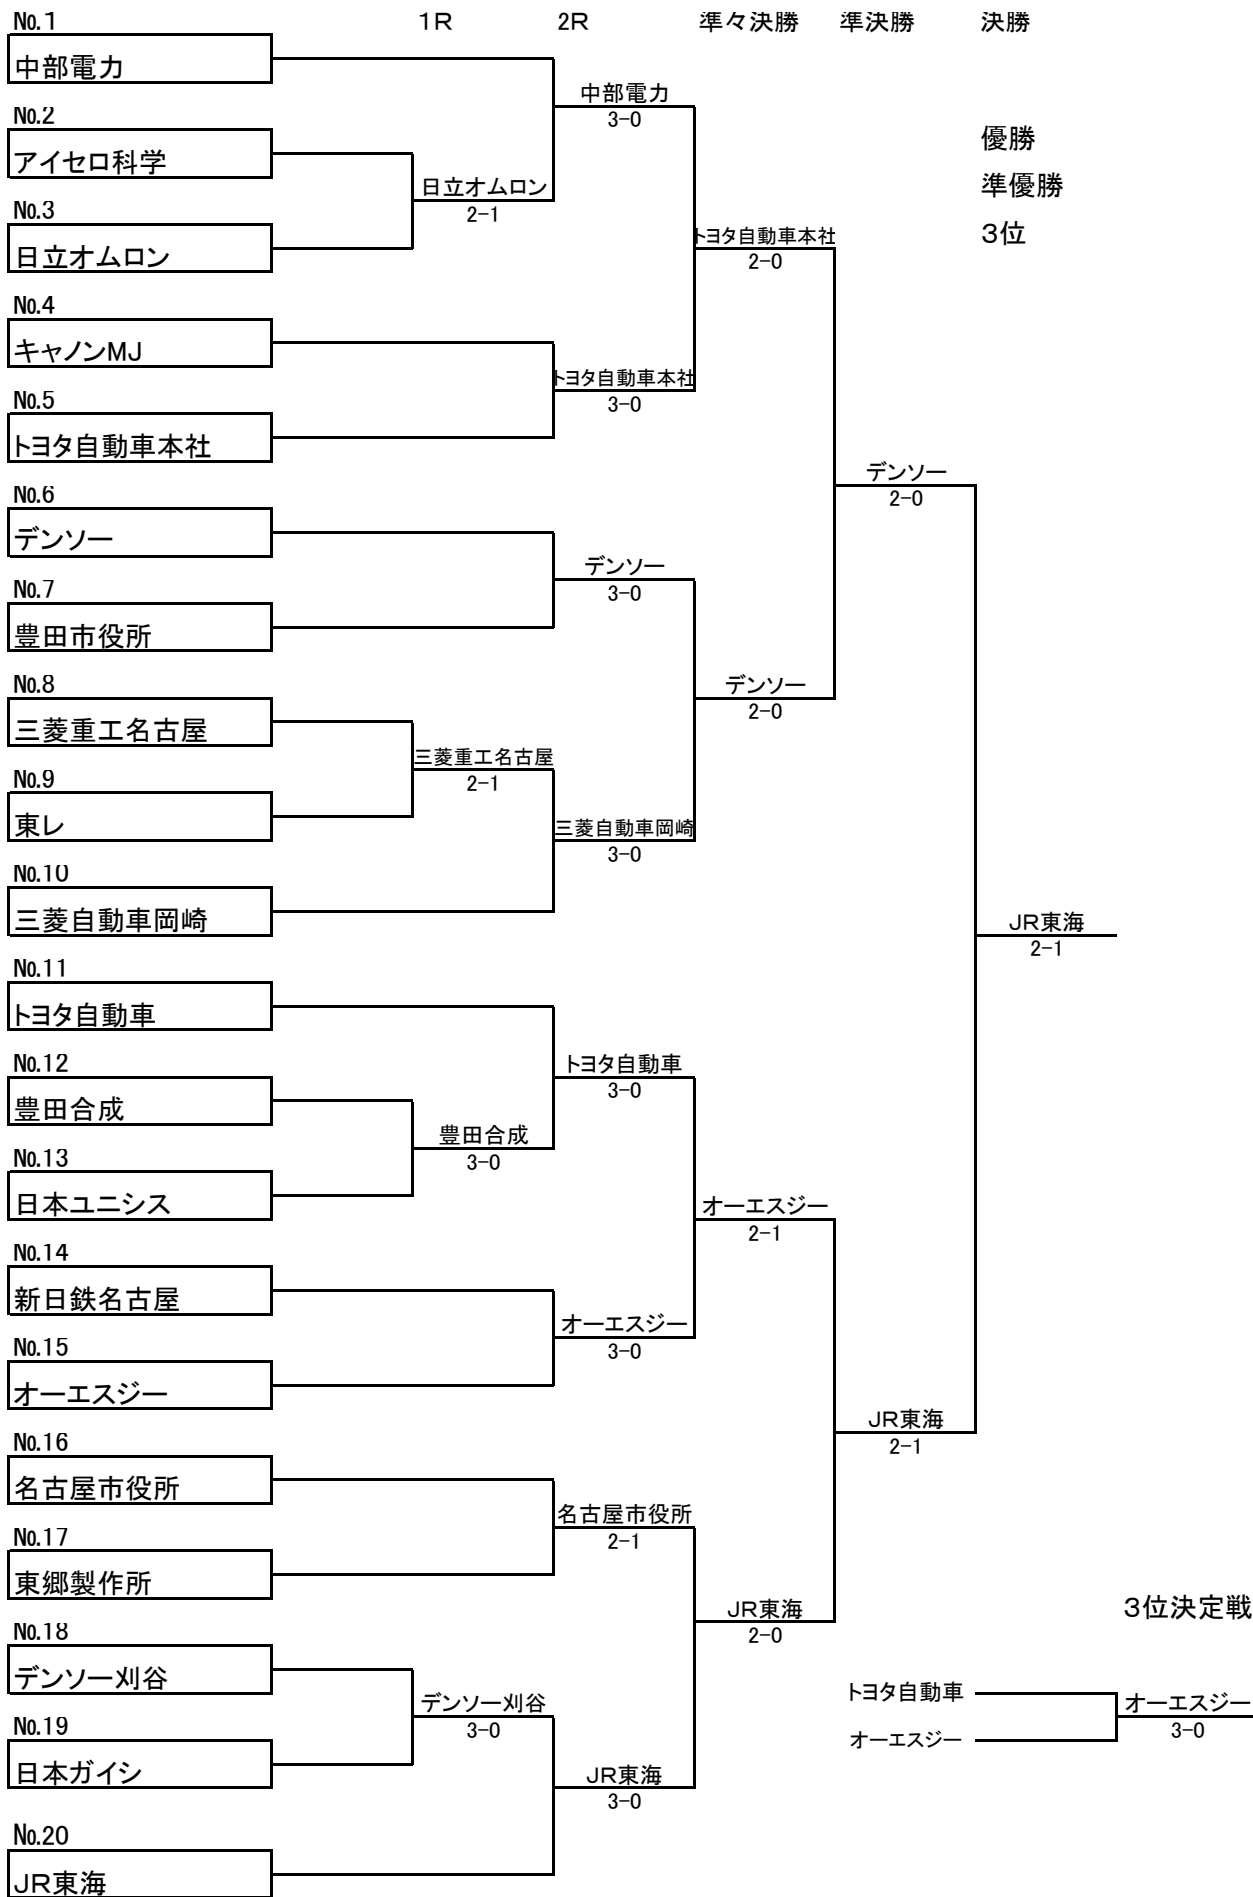 No.1 1R 2R 準々決勝 準決勝 決勝
中部電力
中部電力
3-0
No.2
アイセロ科学
優勝
準優勝
3位
日立オムロン
2-1
No.3
日立オムロン
トヨタ自動車本社
2-0
No.4
キャノンMJ
トヨタ自動車本社
3-0
No.5
トヨタ自動車本社
デンソー
2-0
No.6
デンソー
デンソー
3-0
No.7
豊田市役所
No.8
デンソー
2-0
三菱重工名古屋
三菱重工名古屋
2-1
No.9
東レ
三菱自動車岡崎
3-0
No.10
三菱自動車岡崎
JR東海
2-1
No.11
トヨタ自動車
No.12
トヨタ自動車
3-0
豊田合成
豊田合成
3-0
No.13
日本ユニシス
オーエスジー
2-1
No.14
新日鉄名古屋
オーエスジー
3-0
No.15
オーエスジー
JR東海
2-1
No.16
名古屋市役所
名古屋市役所
2-1
No.17
東郷製作所
JR東海
2-0
3位決定戦
No.18
デンソー刈谷
デンソー刈谷
3-0
トヨタ自動車
オーエスジー
オーエスジー
3-0
No.19
日本ガイシ
JR東海
3-0
No.20
JR東海